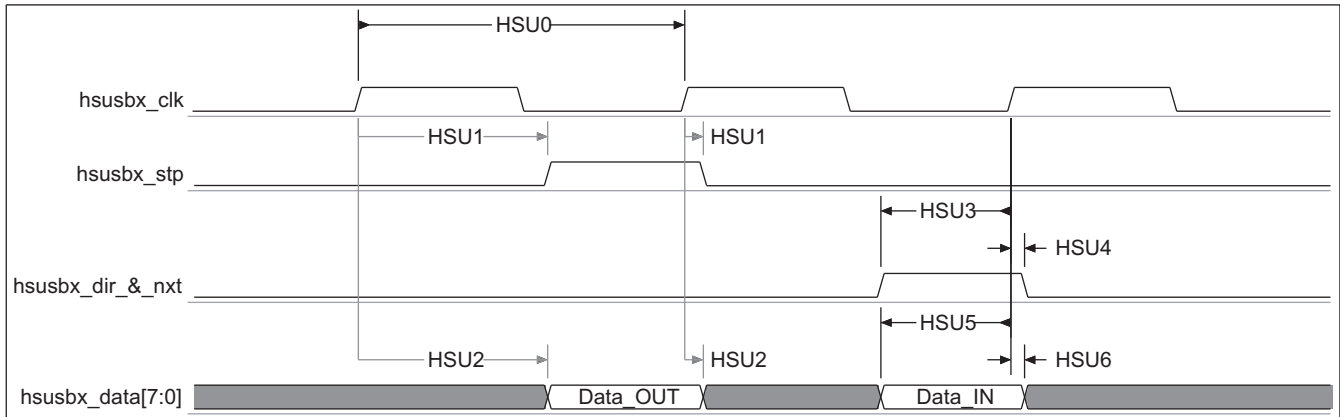 HSU0
hsusbx_clk
HSU1 HSU1
hsusbx_stp
HSU3
HSU4
hsusbx_dir_&_nxt
HSU5
HSU2 HSU2 HSU6
hsusbx_data[7:0] Data_OUT Data_IN